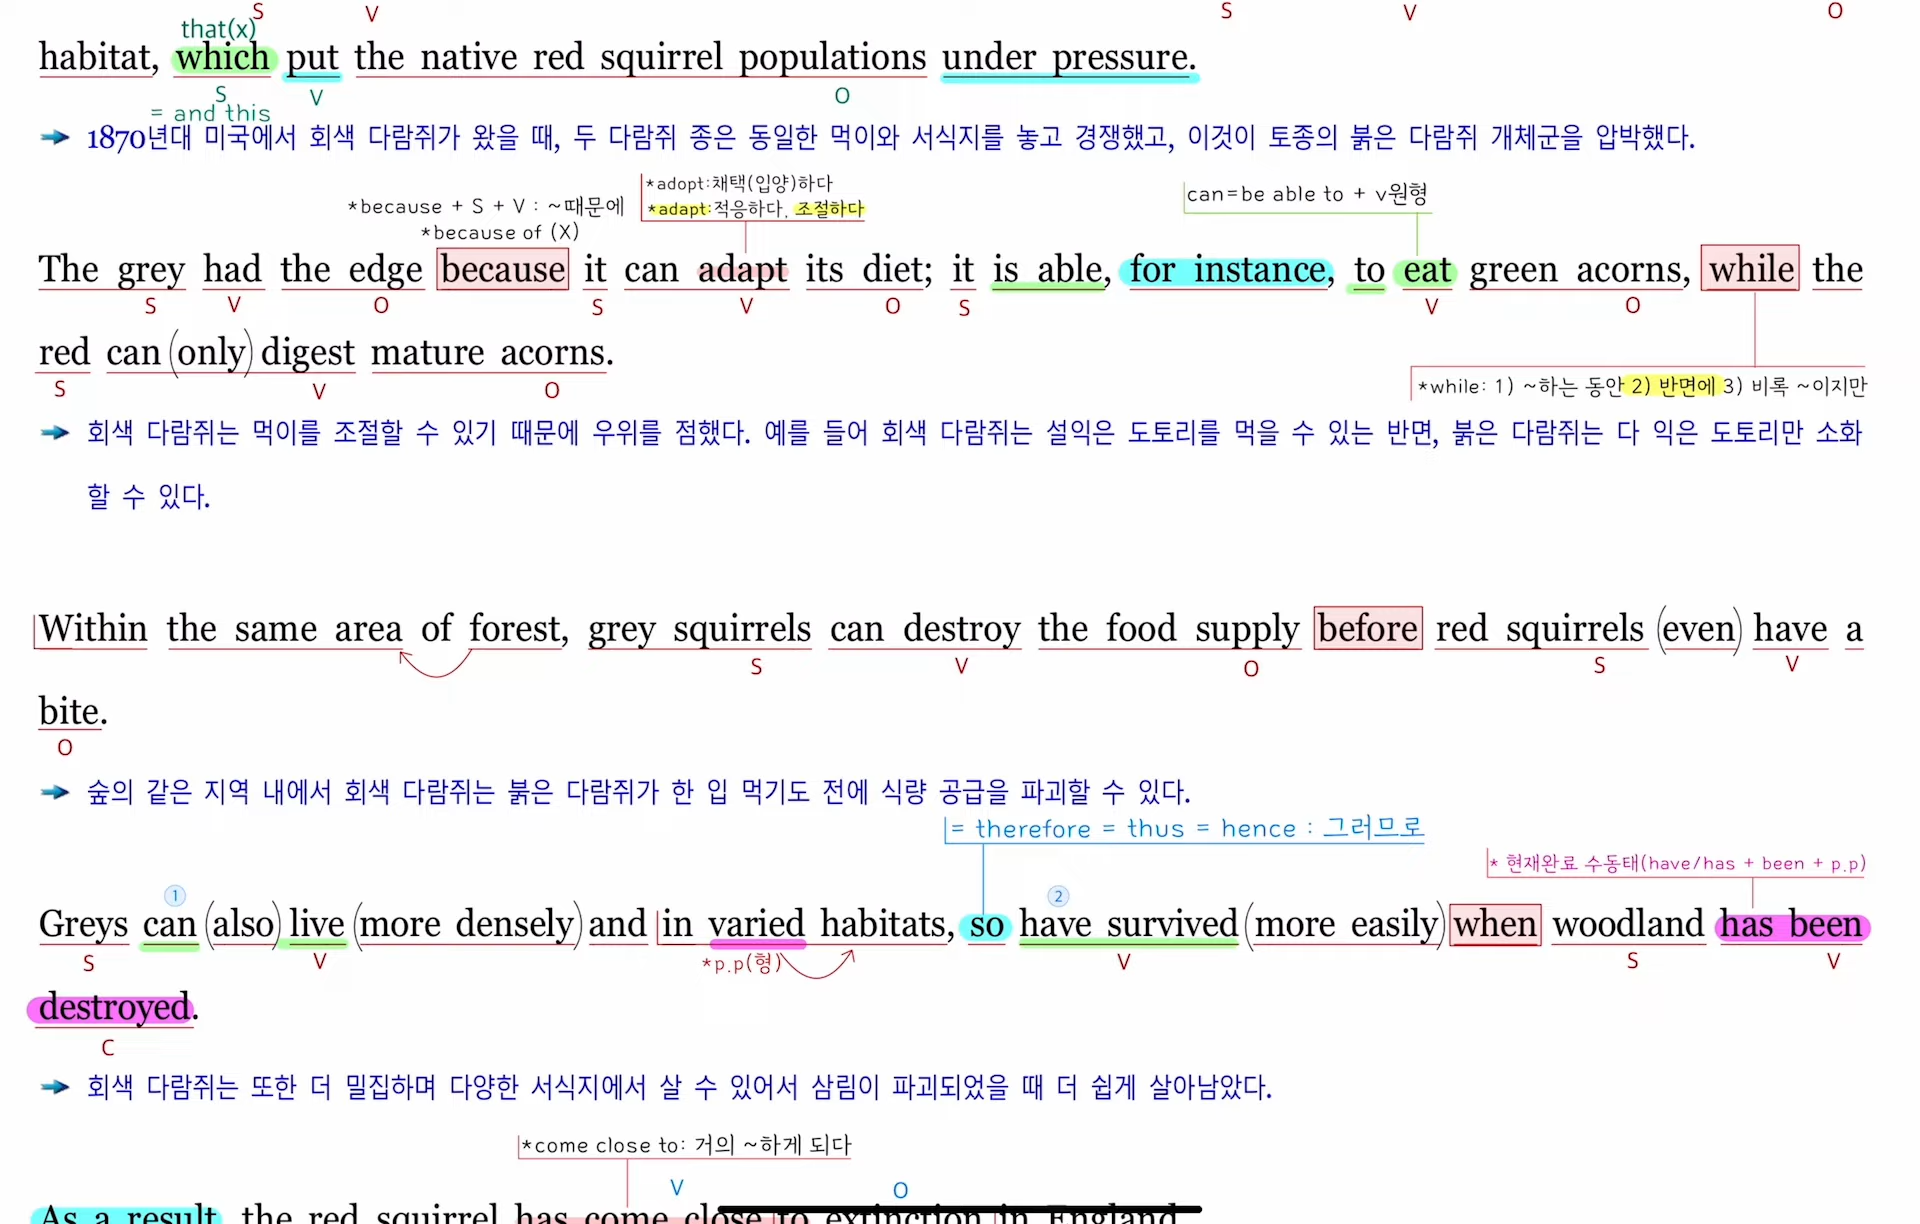 S V S V O
that(x)
habitat, which put the native red squirrel populations under pressure.
S V O
= and this
1870년대 미국에서 회색 다람쥐가 왔을 때, 두 다람쥐 종은 동일한 먹이와 서식지를 놓고 경쟁했고, 이것이 토종의 붉은 다람쥐 개체군을 압박했다.
*adopt:채택(입양)하다
*because + S + V : ~때문에 *adapt:적응하다, 조절하다 can=be able to + v원형
*because of (X)
The grey had the edge because it can adapt its diet; it is able, for instance, to eat green acorns, while the
S V O S V O S V O
red can (only) digest mature acorns.
S V O *while: 1) ~하는 동안 2) 반면에 3) 비록 ~이지만
회색 다람쥐는 먹이를 조절할 수 있기 때문에 우위를 점했다. 예를 들어 회색 다람쥐는 설익은 도토리를 먹을 수 있는 반면, 붉은 다람쥐는 다 익은 도토리만 소화
할 수 있다.
Within the same area of forest, grey squirrels can destroy the food supply before red squirrels (even) have a
S V O S V
bite.
O
숲의 같은 지역 내에서 회색 다람쥐는 붉은 다람쥐가 한 입 먹기도 전에 식량 공급을 파괴할 수 있다.
= therefore = thus = hence : 그러므로
* 현재완료 수동태(have/has + been + p.p)
1 2
Greys can (also) live (more densely) and in varied habitats, so have survived (more easily) when woodland has been
S V *p.p(형) V S V
destroyed.
C
회색 다람쥐는 또한 더 밀집하며 다양한 서식지에서 살 수 있어서 삼림이 파괴되었을 때 더 쉽게 살아남았다.
*come close to: 거의 ~하게 되다
V O
As a result, the red squirrel has come close to extinction in England.